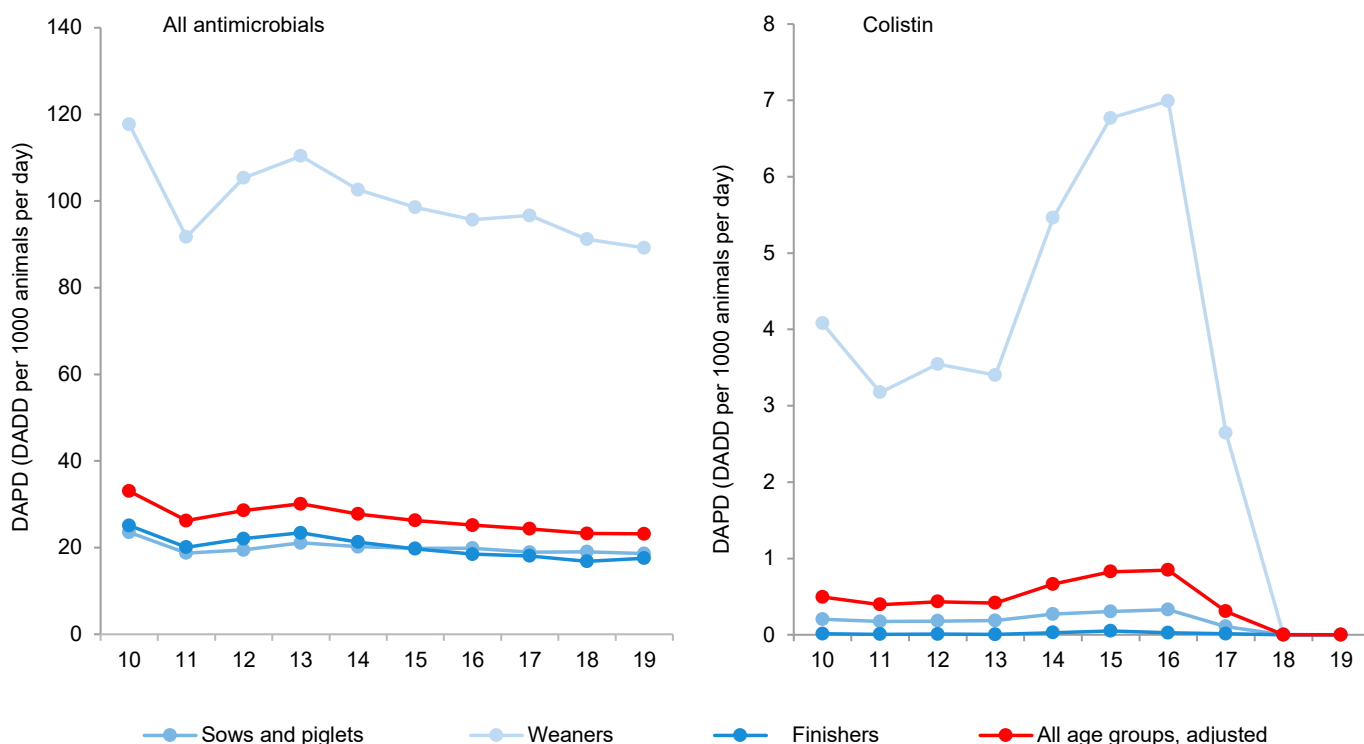 All antimicrobials
DAPD (DADD per 1000 animals per day)
140
120
100
80
60
40
20
0
10 11 12 13 14 15 16 17 18 19
Colistin
DAPD (DADD per 1000 animals per day)
8
7
6
5
4
3
2
1
0
10 11 12 13 14 15 16 17 18 19
Sows and piglets Weaners Finishers All age groups, adjusted